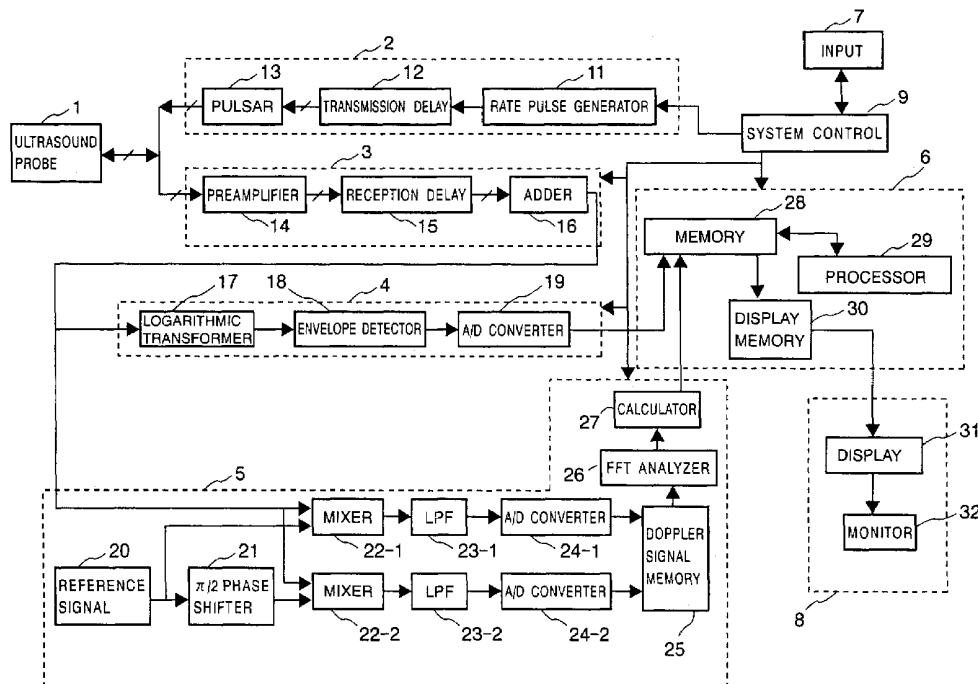 7
INPUT
2
13
12
11
PULSAR
TRANSMISSION DELAY
RATE PULSE GENERATOR
9
SYSTEM CONTROL
1
ULTRASOUND
PROBE
3
PREAMPLIFIER
RECEPTION DELAY
ADDER
14
15
16
6
28
MEMORY
29
PROCESSOR
30
DISPLAY
MEMORY
17
18
4
19
LOGARITHMIC
TRANSFORMER
ENVELOPE DETECTOR
A/D CONVERTER
27
CALCULATOR
26
FFT ANALYZER
31
DISPLAY
32
MONITOR
8
5
MIXER
LPF
A/D CONVERTER
22-1
23-1
24-1
DOPPLER
SIGNAL
MEMORY
25
20
21
REFERENCE
SIGNAL
π/2 PHASE
SHIFTER
MIXER
LPF
A/D CONVERTER
22-2
23-2
24-2